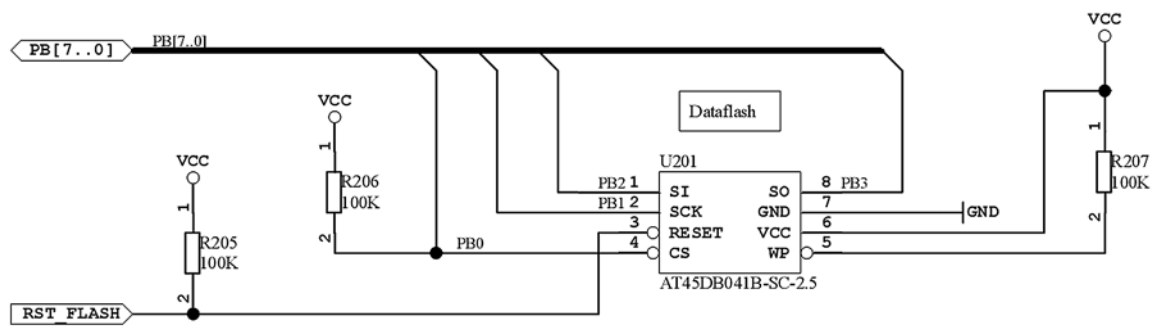 VCC
PB[7..0] PB[7..0]
VCC
Dataflash
1
VCC
1
U201
R207
100K
R206
100K
PB2 1 SI SO 8 PB3
1
PB1 2 SCK GND 7 GND
2
3 RESET VCC 6
2
R205
100K
PB0 4 CS WP 5
AT45DB041B-SC-2.5
2
RST_FLASH